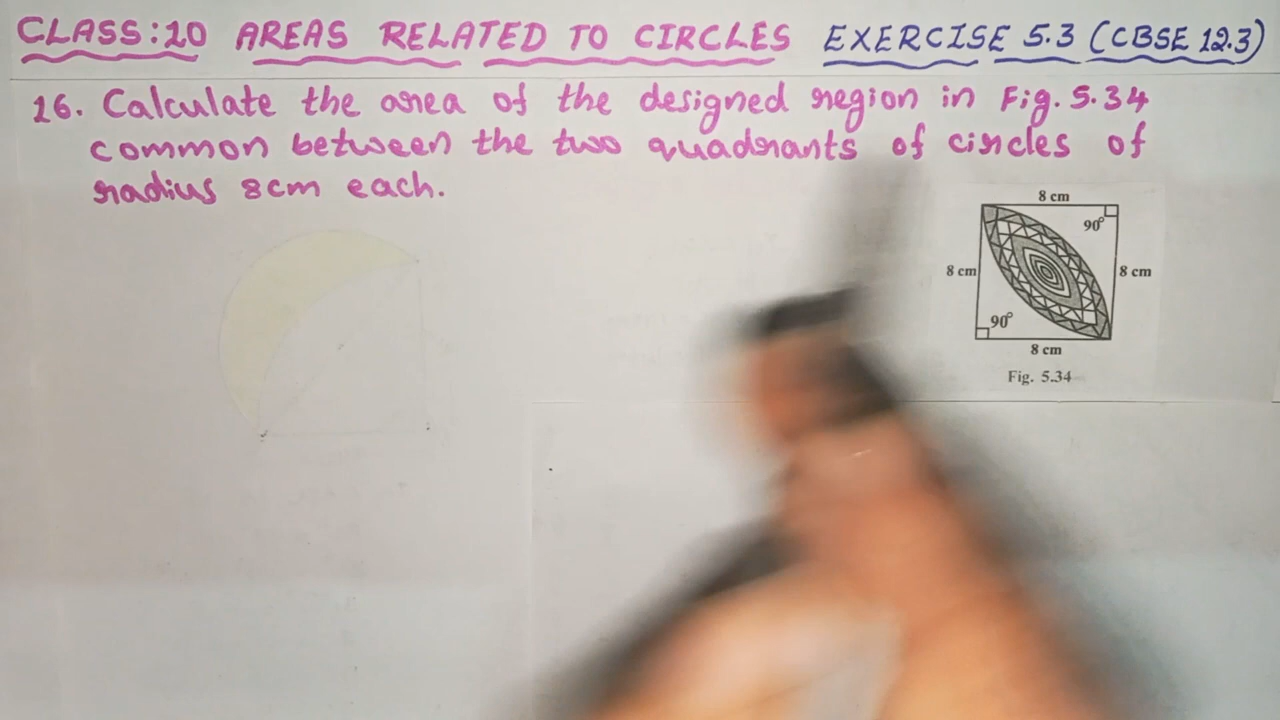 CLASS:10 AREAS RELATED TO CIRCLES EXERCISE 5.3 (CBSE 12.3)
16. Calculate the area of the designed region in Fig. 5.34
common between the two quadrants of circles of
radius 8cm each.
8 cm
90°
8 cm
8 cm
90°
8 cm
Fig. 5.34